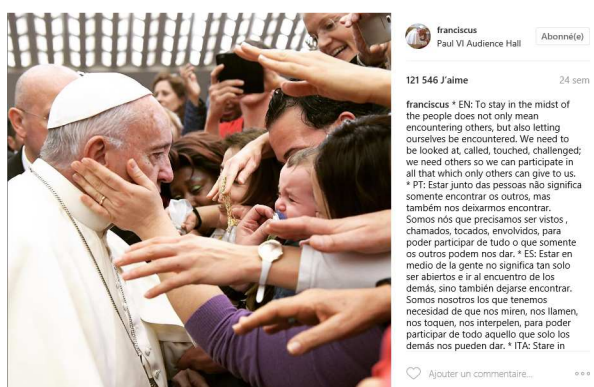 franciscus
Paul VI Audience Hall
Abonné(e)
121 546 J'aime
24 sem
franciscus * EN: To stay in the midst of
the people does not only mean
encountering others, but also letting
ourselves be encountered. We need to
be looked at, called, touched, challenged;
we need others so we can participate in
all that which only others can give to us.
* PT: Estar junto das pessoas não significa
somente encontrar os outros, mas
também nos deixarmos encontrar.
Somos nós que precisamos ser vistos ,
chamados, tocados, envolvidos, para
poder participar de tudo o que somente
os outros podem nos dar. * ES: Estar en
medio de la gente no significa tan solo
ser abiertos e ir al encuentro de los
demás, sino también dejarse encontrar.
Somos nosotros los que tenemos
necesidad de que nos miren, nos llamen,
nos toquen, nos interpelen, para poder
participar de todo aquello que solo los
demás nos pueden dar. * ITA: Stare in
Ajouter un commentaire...